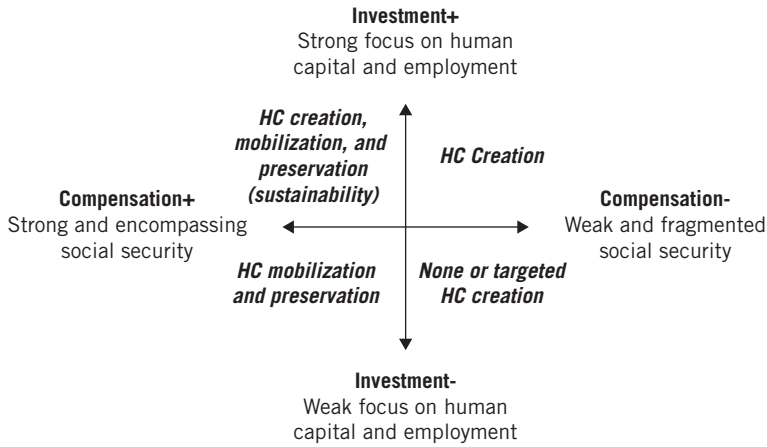 Investment+
Strong focus on human
capital and employment
HC creation,
mobilization, and
preservation
(sustainability)
HC Creation
Compensation+
Strong and encompassing
social security
Compensation-
Weak and fragmented
social security
HC mobilization
and preservation
None or targeted
HC creation
Investment-
Weak focus on human
capital and employment